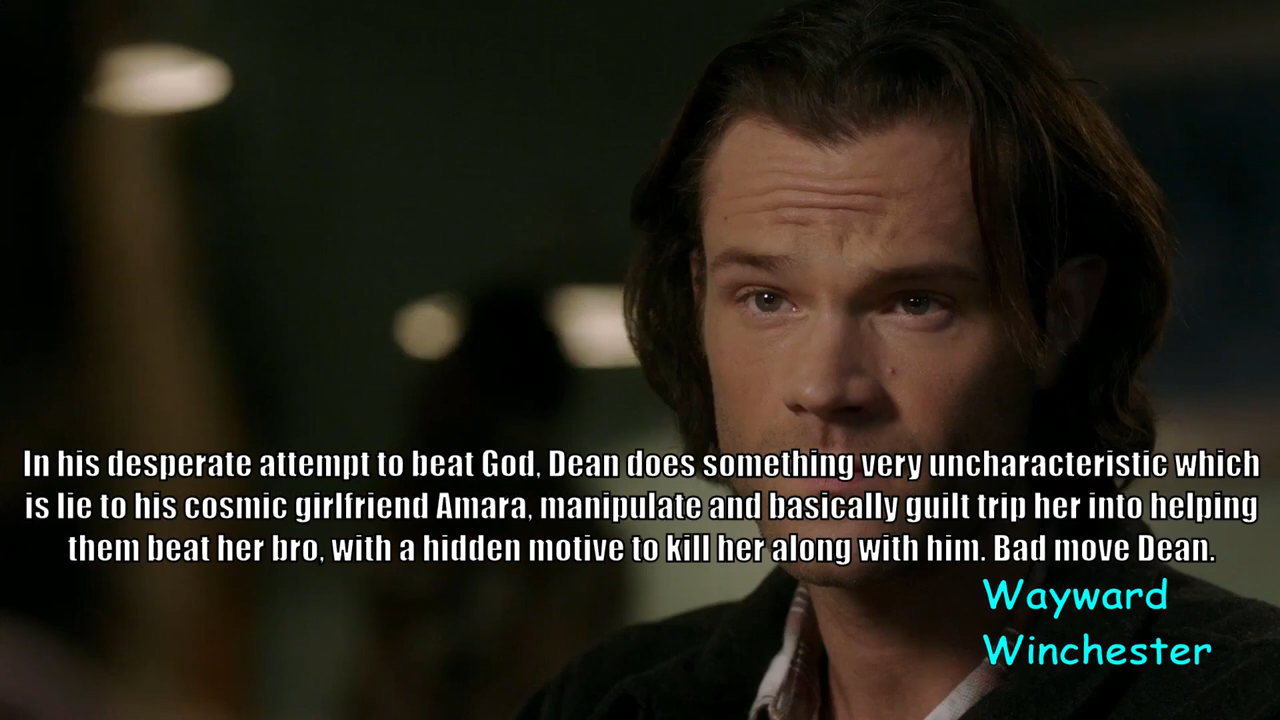 In his desperate attempt to beat God, Dean does something very uncharacteristic which
is lie to his cosmic girlfriend Amara, manipulate and basically guilt trip her into helping
them beat her bro, with a hidden motive to kill her along with him. Bad move Dean.
Wayward
Winchester